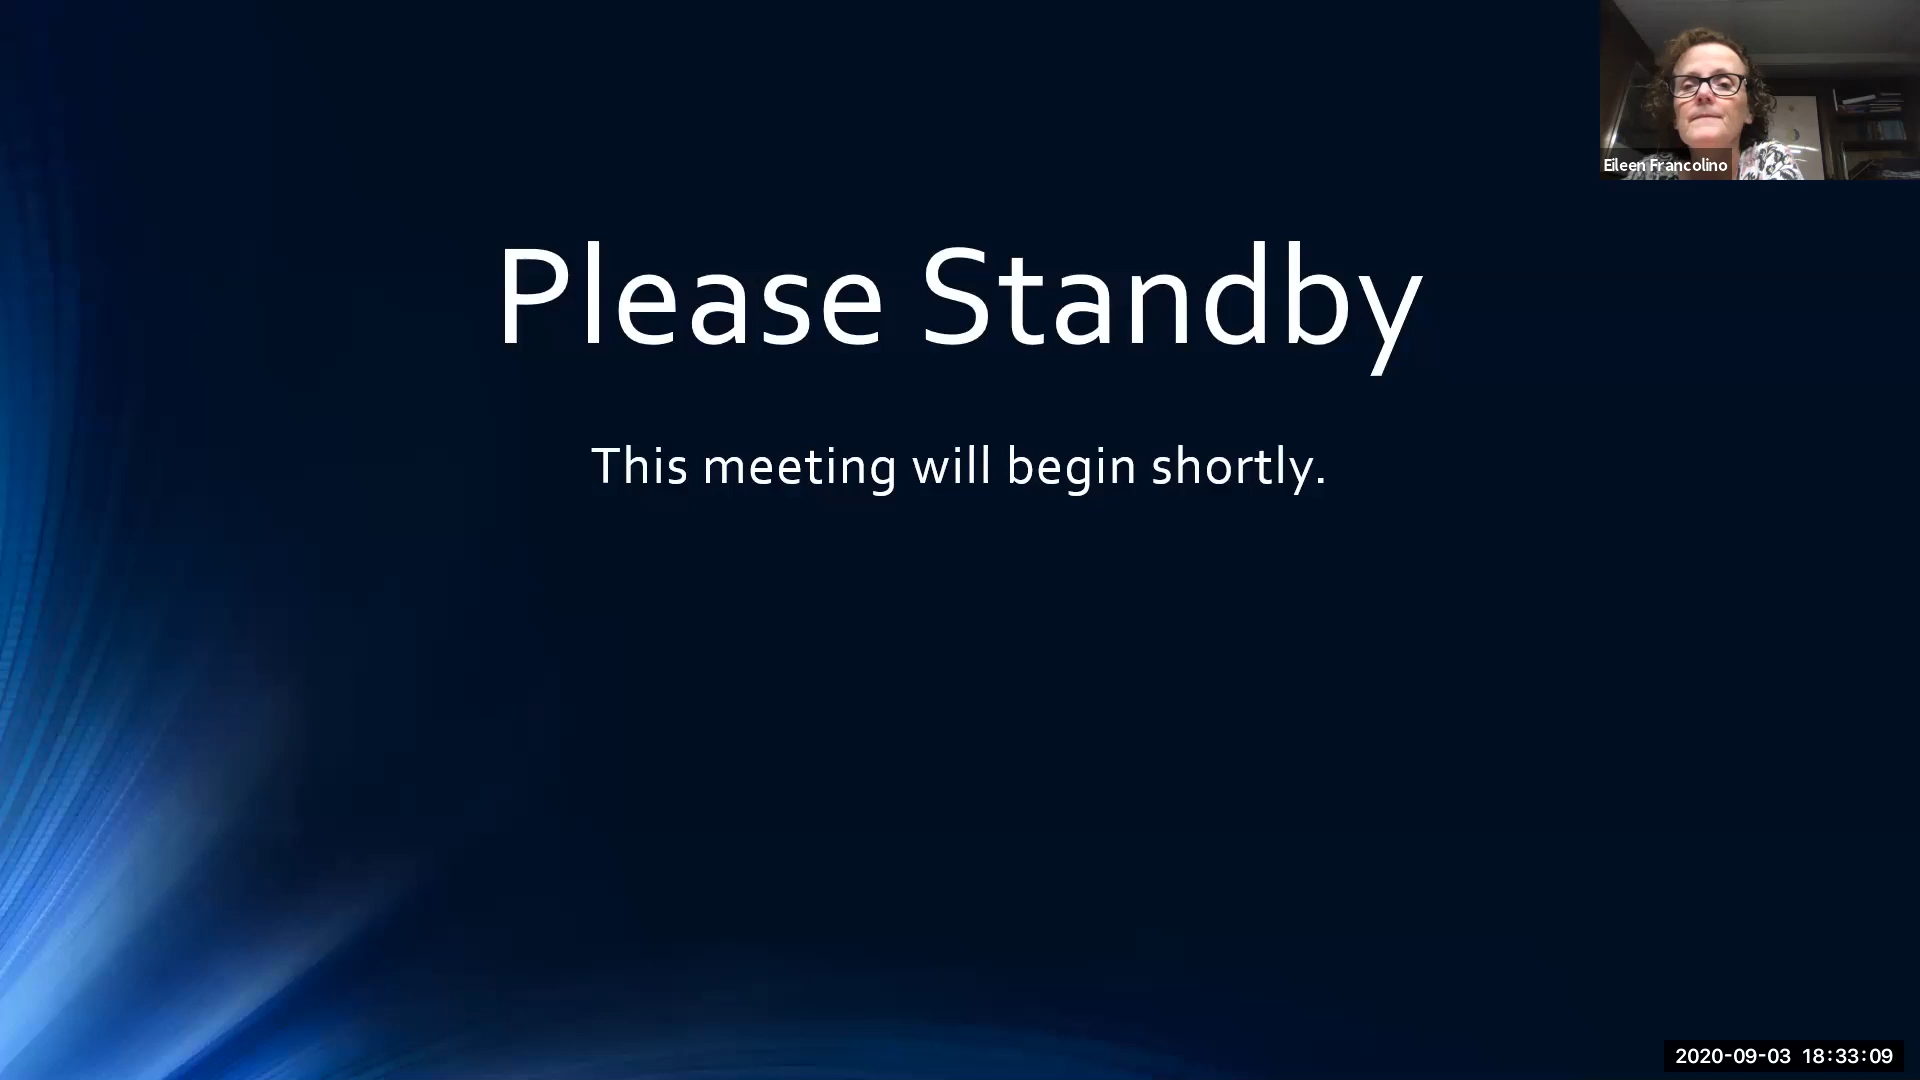 Eileen Francolino
Please Standby
This meeting will begin shortly.
2020-09-03 18:33:09